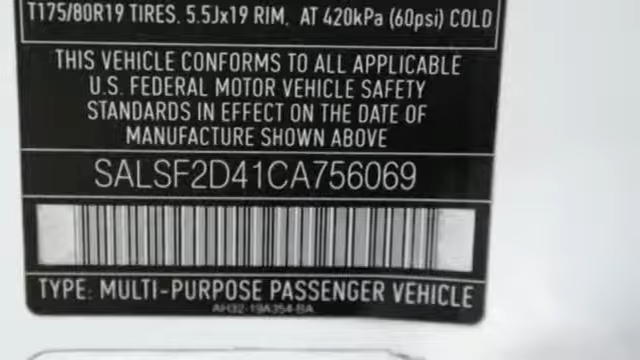 T175/80R19 TIRES. 5.5Jx19 RIM, AT 420kPa (60psi) COLD
THIS VEHICLE CONFORMS TO ALL APPLICABLE
U.S. FEDERAL MOTOR VEHICLE SAFETY
STANDARDS IN EFFECT ON THE DATE OF
MANUFACTURE SHOWN ABOVE
SALSF2D41CA756069
TYPE: MULTI-PURPOSE PASSENGER VEHICLE
AH32-19A354-BA